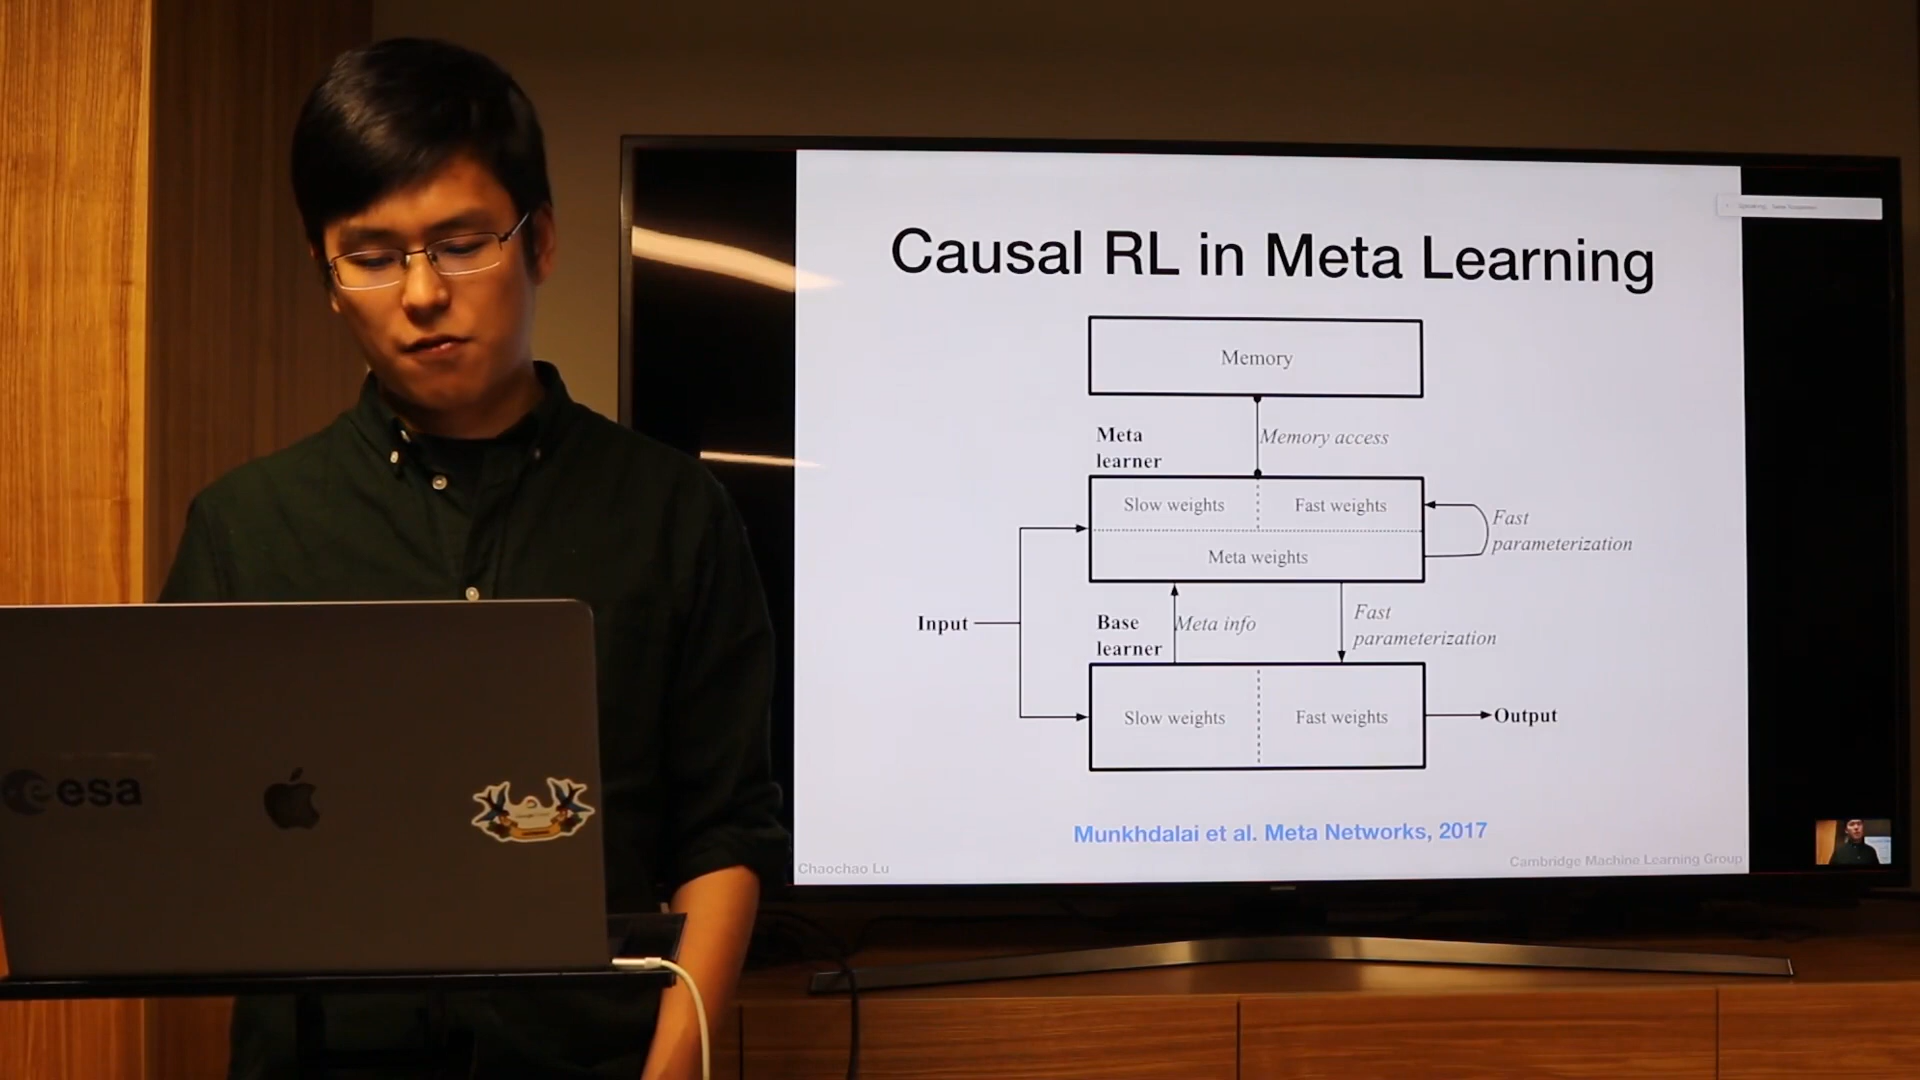 Causal RL in Meta Learning
Memory
Memory access
Meta
learner
Slow weights
Fast weights
Meta weights
Fast
parameterization
Input
Base
learner
Meta info
Fast
parameterization
Slow weights
Fast weights
Output
Munkhdalai et al. Meta Networks, 2017
Chaochao Lu
Cambridge Machine Learning Group
esa